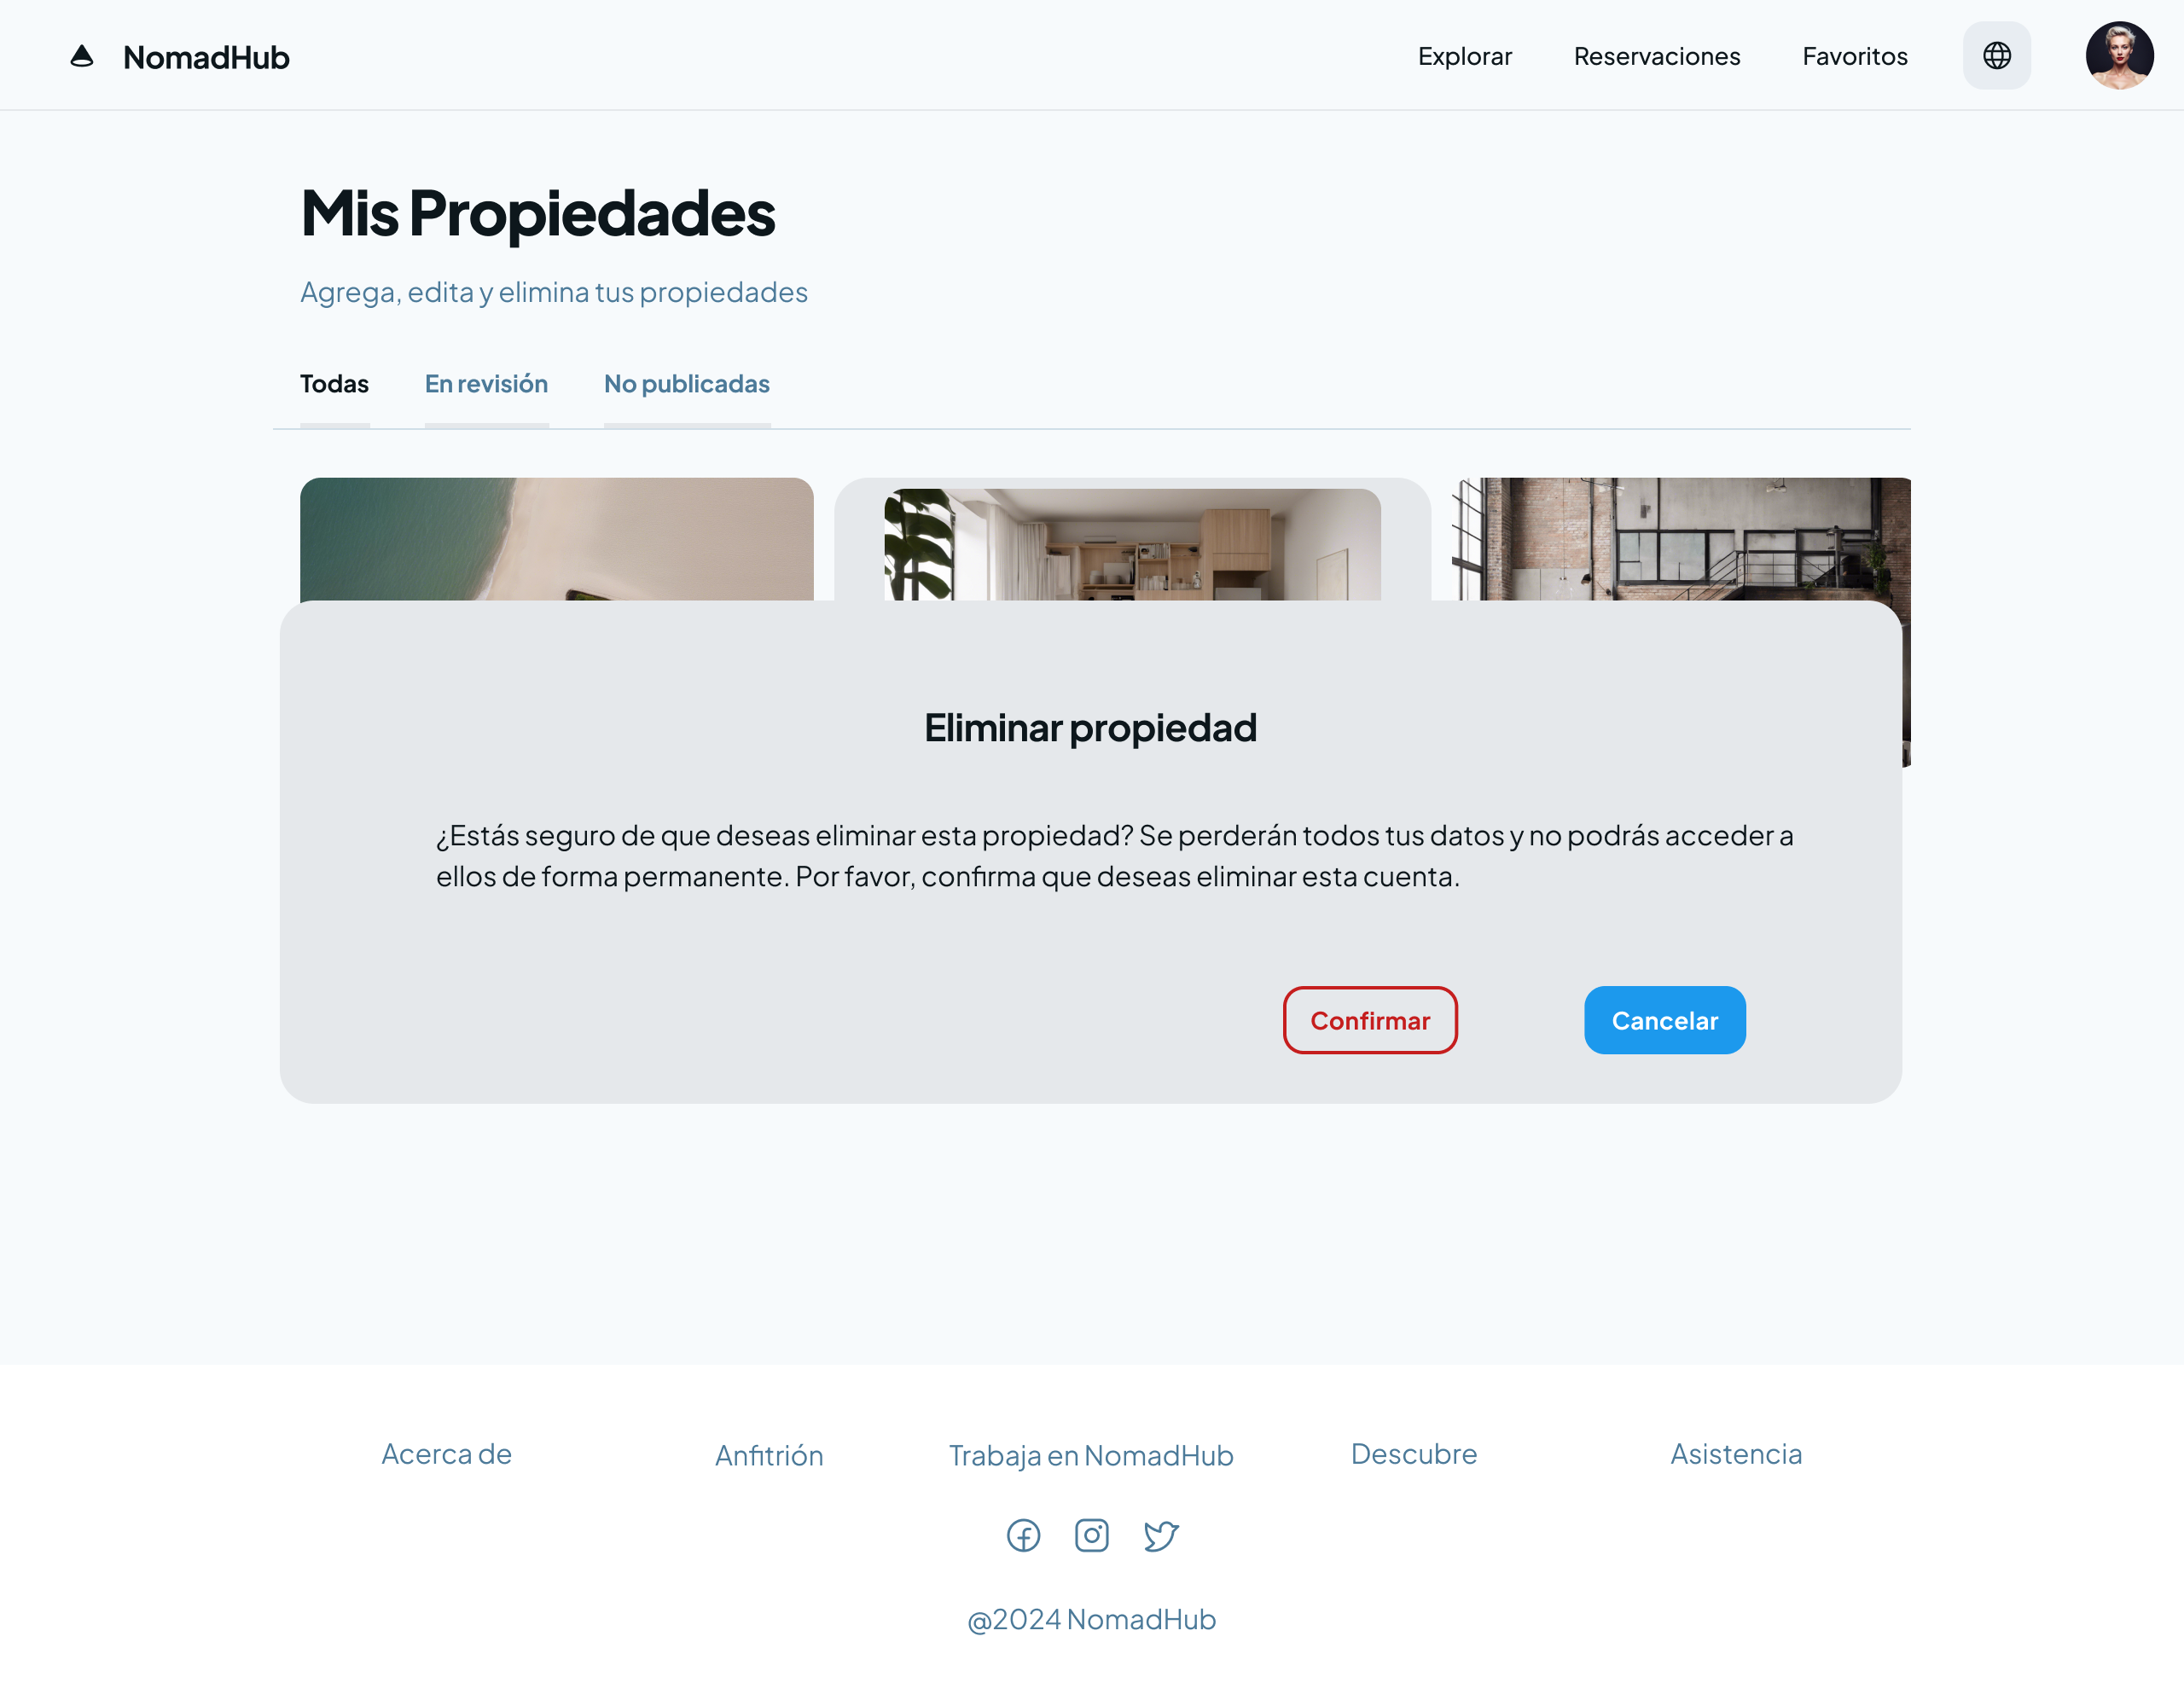 NomadHub
Explorar
Reservaciones
Favoritos
Mis Propiedades
Agrega, edita y elimina tus propiedades
Todas
En revisión
No publicadas
Eliminar propiedad
¿Estás seguro de que deseas eliminar esta propiedad? Se perderán todos tus datos y no podrás acceder a
ellos de forma permanente. Por favor, confirma que deseas eliminar esta cuenta.
Confirmar
Cancelar
Acerca de
Anfitrión
Trabaja en NomadHub
Descubre
Asistencia
@2024 NomadHub